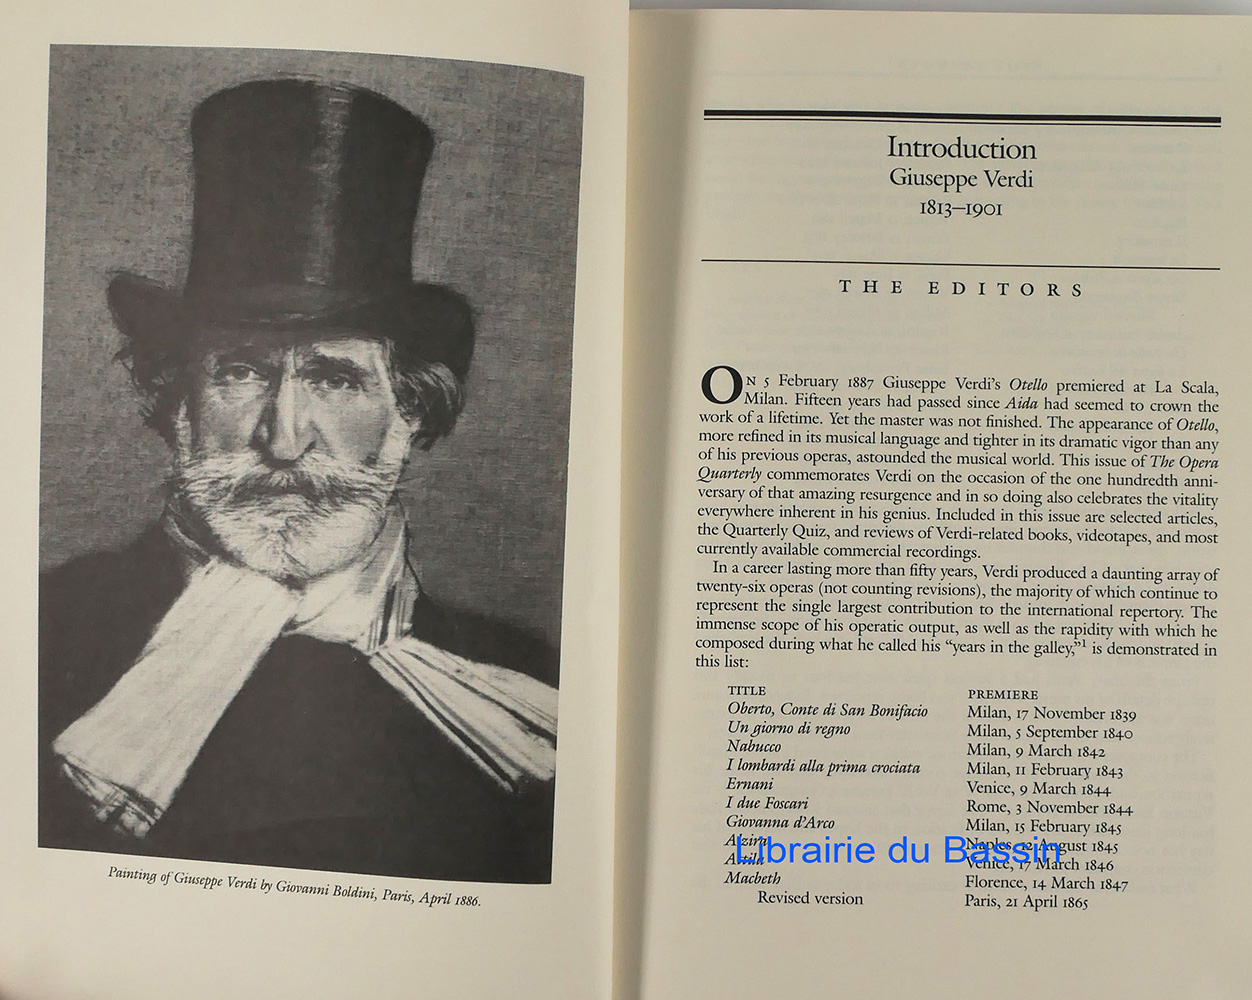 Painting of Giuseppe Verdi by Giovanni Boldini, Paris, April 1886.
Introduction
Giuseppe Verdi
1813–1901
THE EDITORS
ON 5 February 1887 Giuseppe Verdi's Otello premiered at La Scala,
Milan. Fifteen years had passed since Aida had seemed to crown the
work of a lifetime. Yet the master was not finished. The appearance of Otello,
more refined in its musical language and tighter in its dramatic vigor than any
of his previous operas, astounded the musical world. This issue of The Opera
Quarterly commemorates Verdi on the occasion of the one hundredth anni-
versary of that amazing resurgence and in so doing also celebrates the vitality
everywhere inherent in his genius. Included in this issue are selected articles,
the Quarterly Quiz, and reviews of Verdi-related books, videotapes, and most
currently available commercial recordings.
In a career lasting more than fifty years, Verdi produced a daunting array of
twenty-six operas (not counting revisions), the majority of which continue to
represent the single largest contribution to the international repertory. The
immense scope of his operatic output, as well as the rapidity with which he
composed during what he called his "years in the galley,"1 is demonstrated in
this list:
TITLE PREMIERE
Oberto, Conte di San Bonifacio Milan, 17 November 1839
Un giorno di regno Milan, 5 September 1840
Nabucco Milan, 9 March 1842
I lombardi alla prima crociata Milan, 11 February 1843
Ernani Venice, 9 March 1844
I due Foscari Rome, 3 November 1844
Giovanna d'Arco Milan, 15 February 1845
Alzira Naples, 12 August 1845
Librairie du Bassin
Attila Venice, 17 March 1846
Macbeth Florence, 14 March 1847
Revised version Paris, 21 April 1865